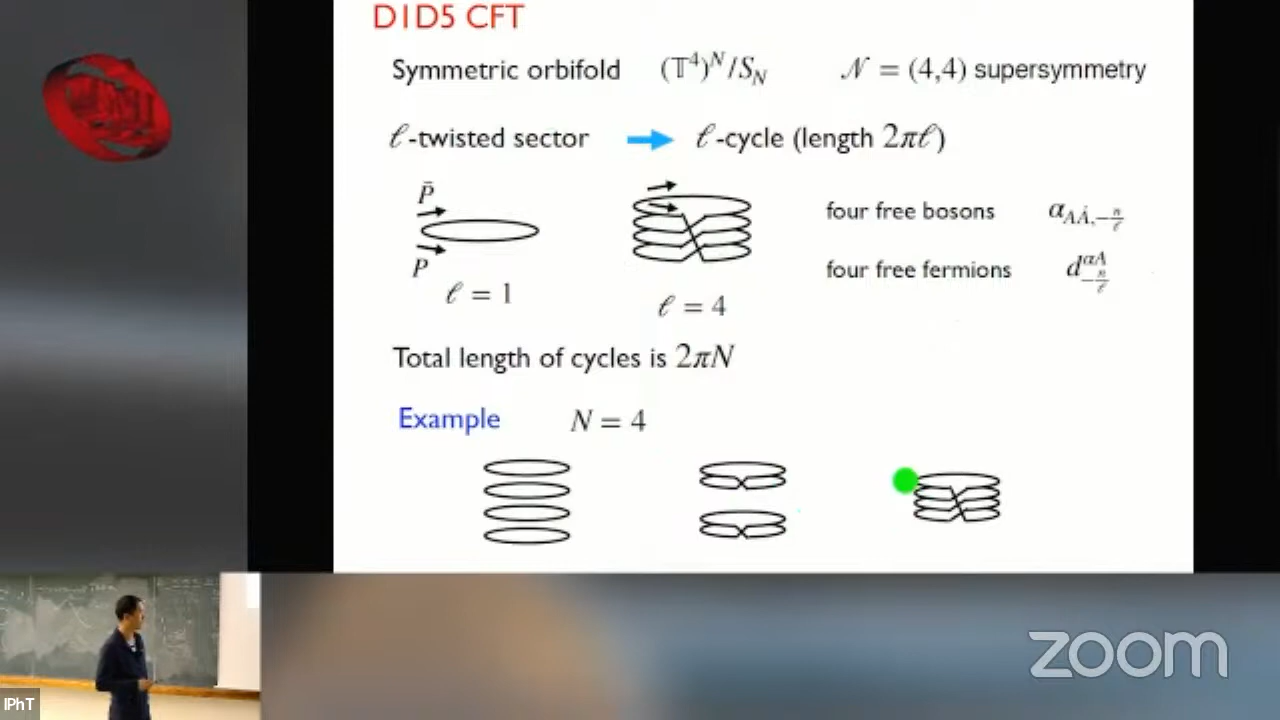 D1D5 CFT
Symmetric orbifold (𝕋⁴)ᴺ/S_N 𝒩 = (4,4) supersymmetry
ℓ-twisted sector ℓ-cycle (length 2πℓ)
P̄
P
ℓ = 1
ℓ = 4
four free bosons α_{AȦ,−n/ℓ}
four free fermions d^{αA}_{−n/ℓ}
Total length of cycles is 2πN
Example N = 4
zoom
IPhT